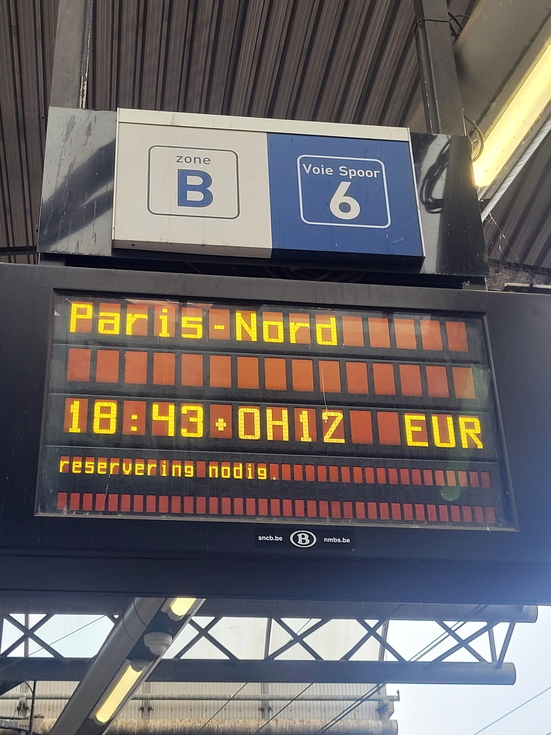 zone
B
Voie Spoor
6
Paris-Nord
18:43+0H12 EUR
reservering nodig.
sncb.be B nmbs.be